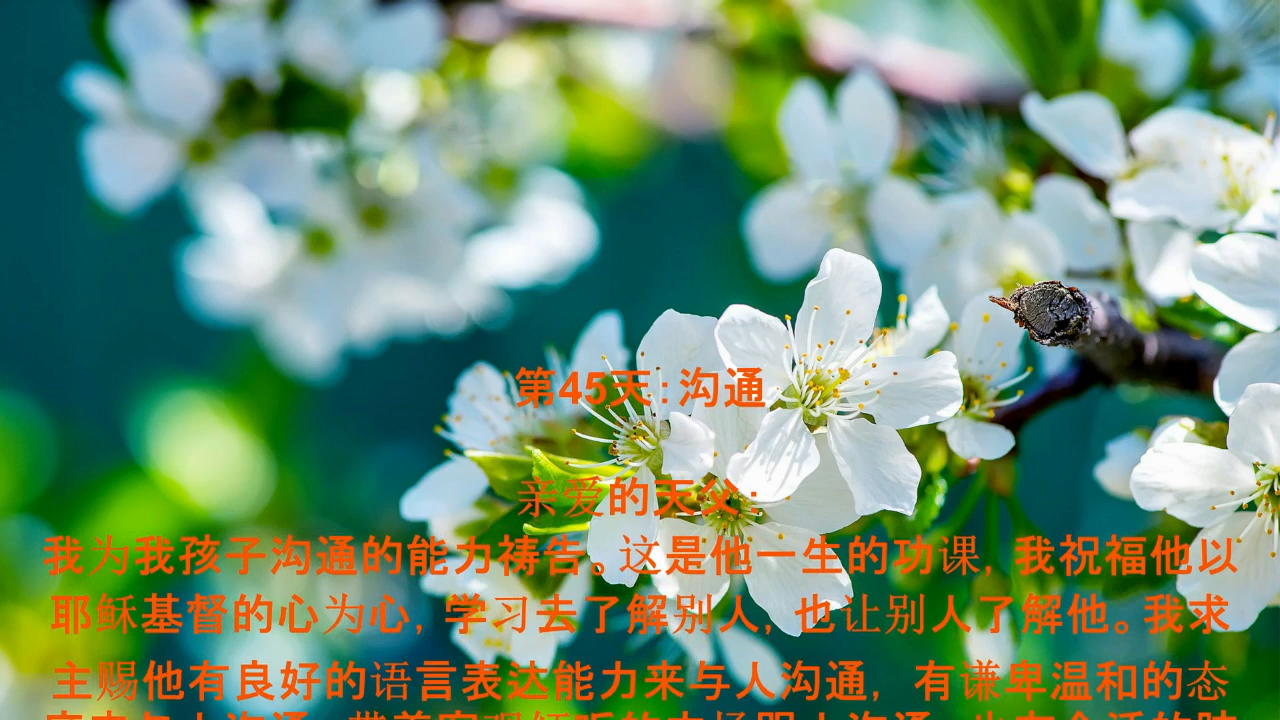 第45天:沟通
亲爱的天父:
我为我孩子沟通的能力祷告。这是他一生的功课, 我祝福他以
耶稣基督的心为心, 学习去了解别人, 也让别人了解他。我求
主赐他有良好的语言表达能力来与人沟通, 有谦卑温和的态